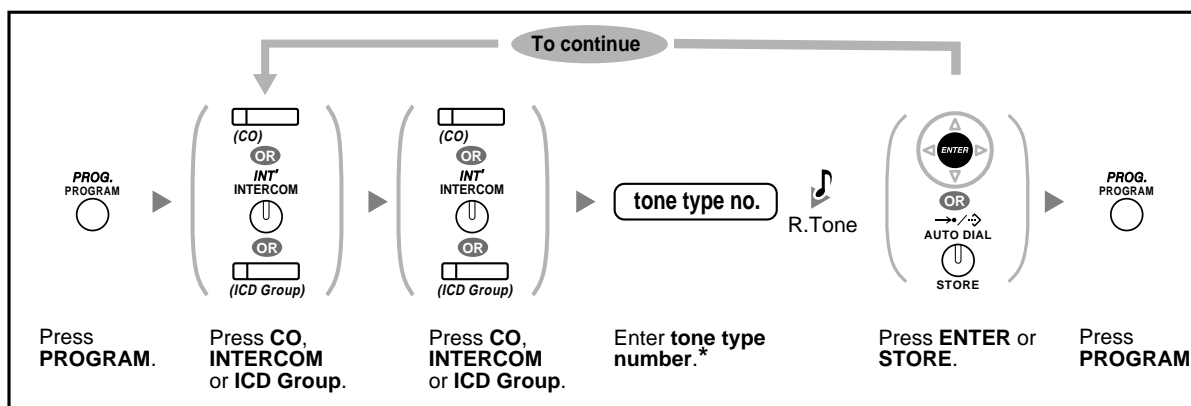 To continue
PROG.
PROGRAM
(CO)
OR
INT'
INTERCOM
OR
(ICD Group)
(CO)
OR
INT'
INTERCOM
OR
(ICD Group)
tone type no.
R.Tone
ENTER
OR
AUTO DIAL
STORE
PROG.
PROGRAM
Press
PROGRAM.
Press CO,
INTERCOM
or ICD Group.
Press CO,
INTERCOM
or ICD Group.
Enter tone type
number.*
Press ENTER or
STORE.
Press
PROGRAM